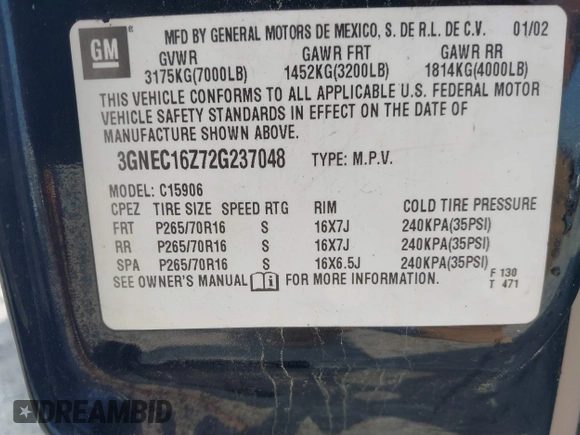 GM
MFD BY GENERAL MOTORS DE MEXICO, S. DE R.L. DE C.V. 01/02
GVWR GAWR FRT GAWR RR
3175KG(7000LB) 1452KG(3200LB) 1814KG(4000LB)
THIS VEHICLE CONFORMS TO ALL APPLICABLE U.S. FEDERAL MOTOR
VEHICLE SAFETY STANDARDS IN EFFECT ON THE DATE OF
MANUFACTURE SHOWN ABOVE.
3GNEC16Z72G237048 TYPE: M.P.V.
MODEL: C15906
CPEZ TIRE SIZE SPEED RTG RIM COLD TIRE PRESSURE
FRT P265/70R16 S 16X7J 240KPA(35PSI)
RR P265/70R16 S 16X7J 240KPA(35PSI)
SPA P265/70R16 S 16X6.5J 240KPA(35PSI)
SEE OWNER'S MANUAL FOR MORE INFORMATION.
F 130
T 471
DREAMBID